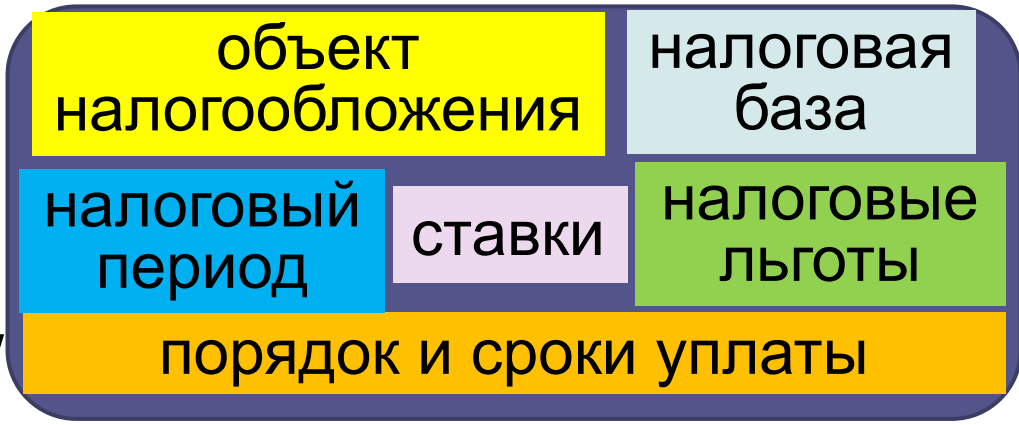 объект
налогообложения
налоговая
база
налоговый
период
ставки
налоговые
льготы
порядок и сроки уплаты